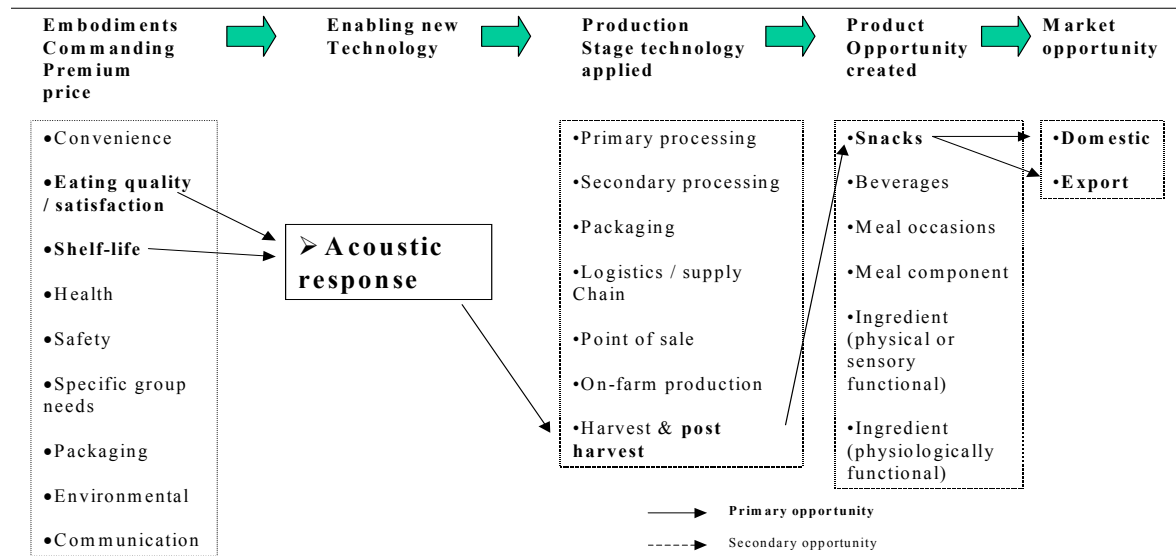 Embodiments
Commanding
Premium
price
Enabling new
Technology
Production
Stage technology
applied
Product
Opportunity
created
Market
opportunity
•Convenience
•Eating quality
/ satisfaction
•Shelf-life
•Health
•Safety
•Specific group
needs
•Packaging
•Environmental
•Communication
➢ Acoustic
response
•Primary processing
•Secondary processing
•Packaging
•Logistics / supply
Chain
•Point of sale
•On-farm production
•Harvest & post
harvest
•Snacks
•Beverages
•Meal occasions
•Meal component
•Ingredient
(physical or
sensory
functional)
•Ingredient
(physiologically
functional)
•Domestic
•Export
Primary opportunity
Secondary opportunity